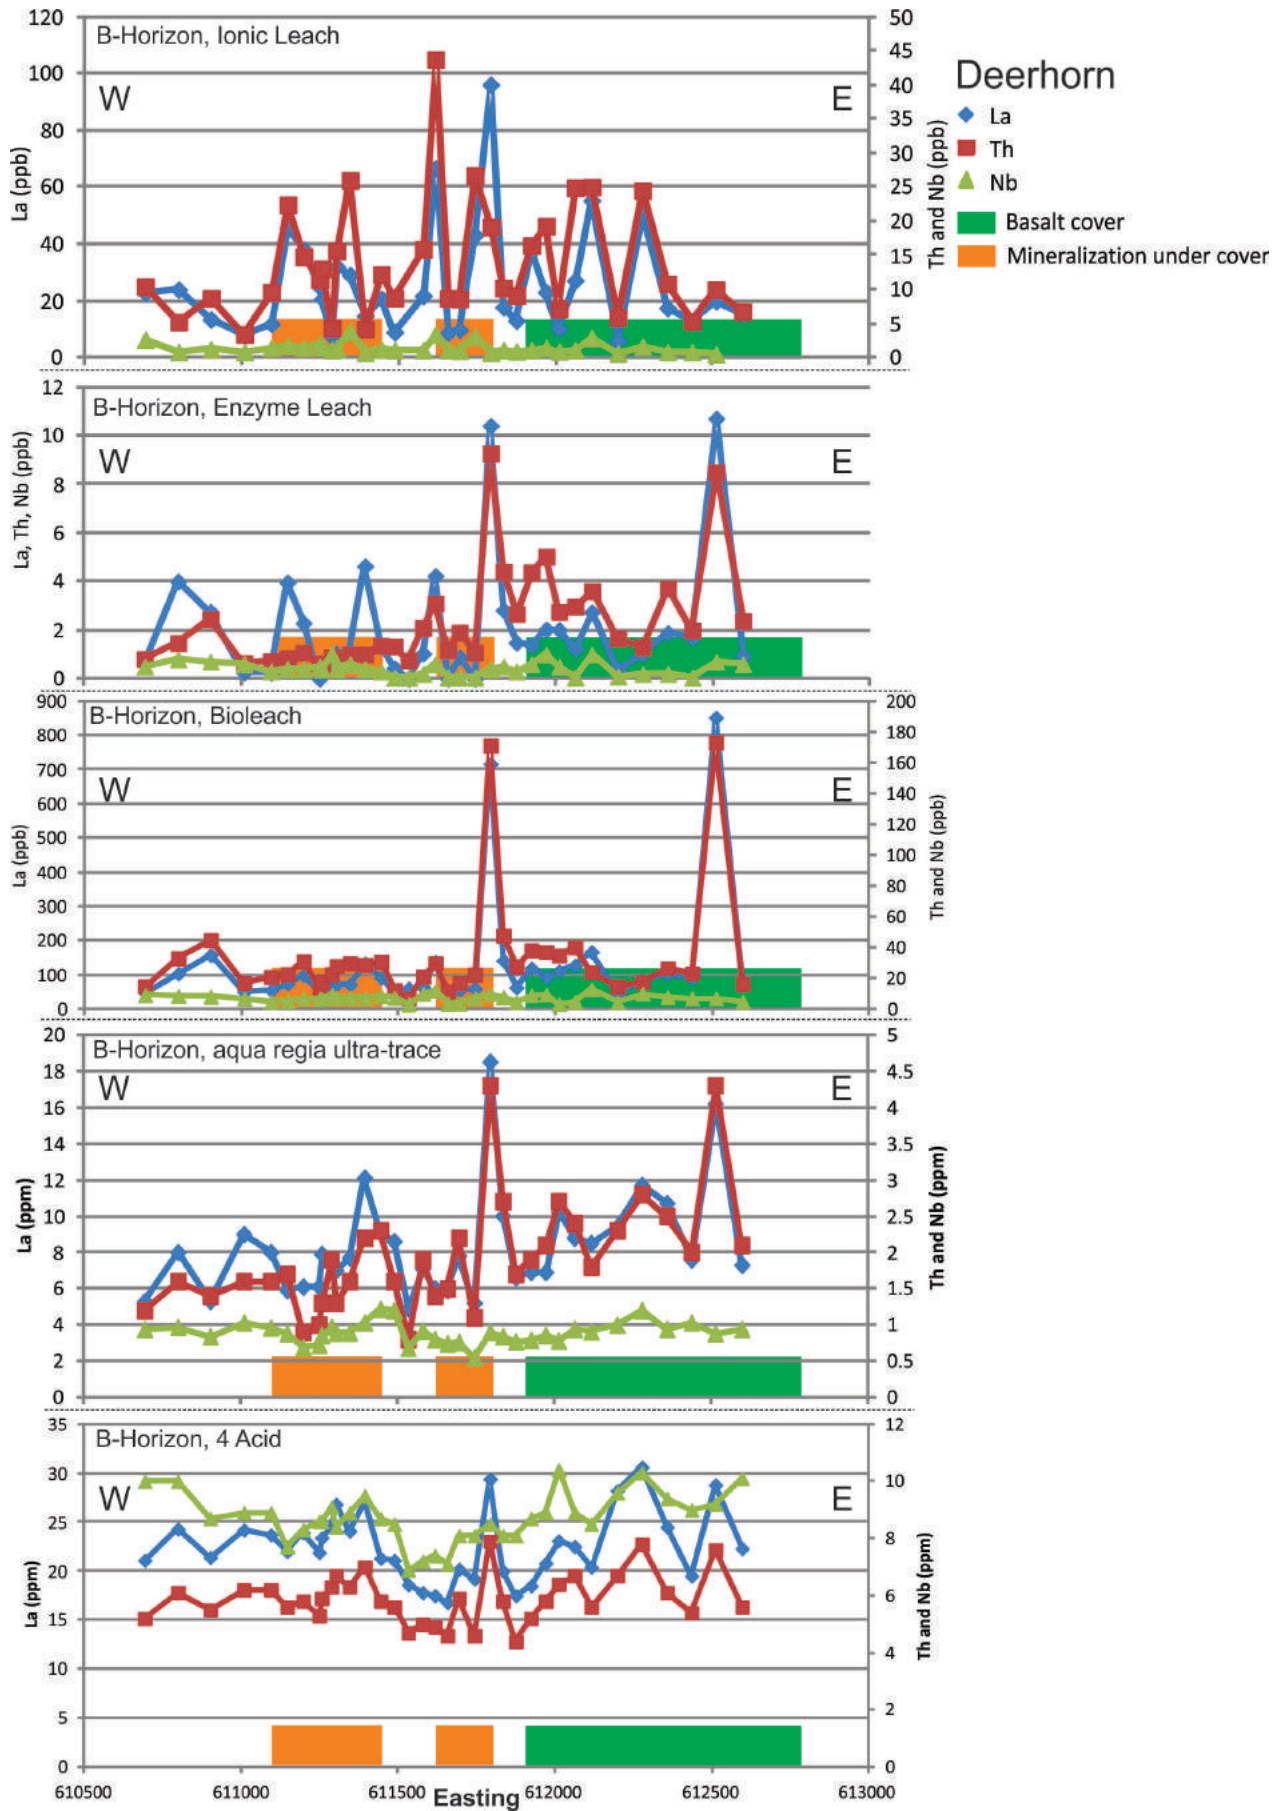 B-Horizon, Ionic Leach
W
E
La (ppb)
120
100
80
60
40
20
0
Th and Nb (ppb)
50
45
40
35
30
25
20
15
10
5
0
Deerhorn
La
Th
Nb
Basalt cover
Mineralization under cover
B-Horizon, Enzyme Leach
W
E
La, Th, Nb (ppb)
12
10
8
6
4
2
0
B-Horizon, Bioleach
W
E
La (ppb)
900
800
700
600
500
400
300
200
100
0
Th and Nb (ppb)
200
180
160
140
120
100
80
60
40
20
0
B-Horizon, aqua regia ultra-trace
W
E
La (ppm)
20
18
16
14
12
10
8
6
4
2
0
Th and Nb (ppm)
5
4.5
4
3.5
3
2.5
2
1.5
1
0.5
0
B-Horizon, 4 Acid
W
E
La (ppm)
35
30
25
20
15
10
5
0
Th and Nb (ppm)
12
10
8
6
4
2
0
610500 611000 611500 612000 612500 613000
Easting